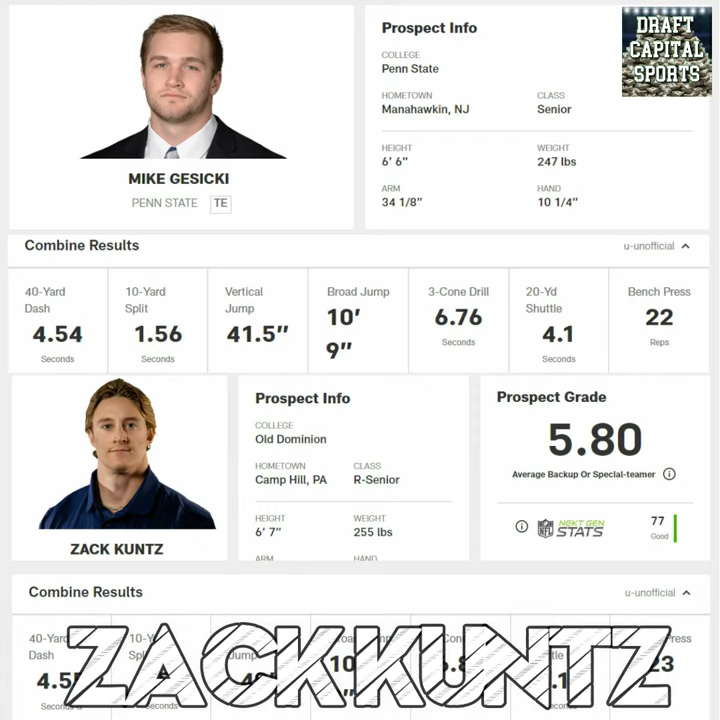 DRAFT
CAPITAL
SPORTS
MIKE GESICKI
PENN STATE TE
Prospect Info
COLLEGE
Penn State
HOMETOWN CLASS
Manahawkin, NJ Senior
HEIGHT WEIGHT
6' 6" 247 lbs
ARM HAND
34 1/8" 10 1/4"
Combine Results u-unofficial
40-Yard 10-Yard Vertical Broad Jump 3-Cone Drill 20-Yd Bench Press
Dash Split Jump 10' 6.76 Shuttle 22
4.54 1.56 41.5" 9" Seconds 4.1 Reps
Seconds Seconds Seconds
ZACK KUNTZ
Prospect Info
COLLEGE
Old Dominion
HOMETOWN CLASS
Camp Hill, PA R-Senior
HEIGHT WEIGHT
6' 7" 255 lbs
ARM HAND
Prospect Grade
5.80
Average Backup Or Special-teamer
NFL NEXT GEN STATS 77
Good
Combine Results u-unofficial
40-Yard
Dash Jump
Seconds
ZACK KUNTZ